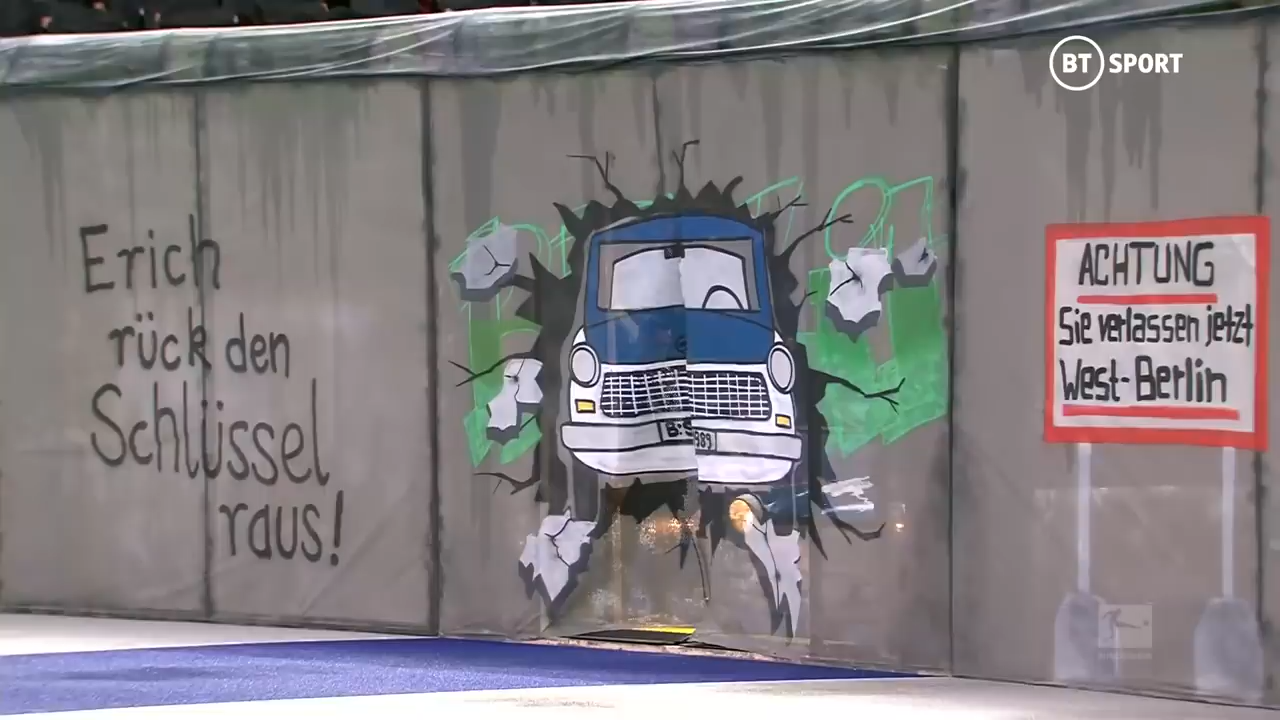 BT SPORT
Erich
rück den
Schlüssel
raus!
ACHTUNG
Sie verlassen jetzt
West-Berlin